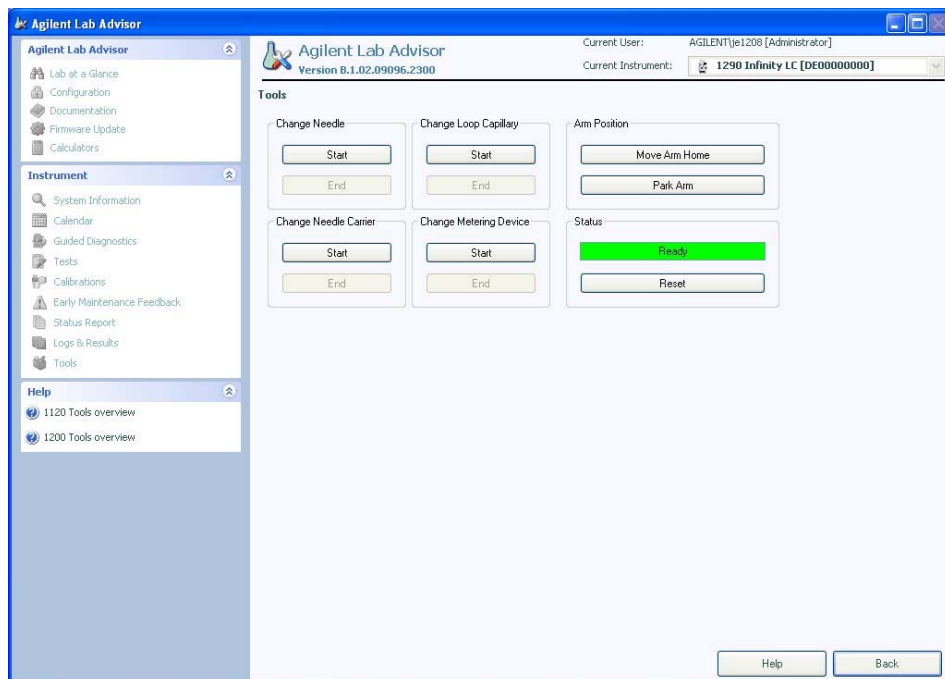 Agilent Lab Advisor
Agilent Lab Advisor
Lab at a Glance
Configuration
Documentation
Firmware Update
Calculators
Instrument
System Information
Calendar
Guided Diagnostics
Tests
Calibrations
Early Maintenance Feedback
Status Report
Logs & Results
Tools
Help
1120 Tools overview
1200 Tools overview
Agilent Lab Advisor
Version B.1.02.09096.2300
Current User: AGILENT\je1208 [Administrator]
Current Instrument: 1290 Infinity LC [DE00000000]
Tools
Change Needle
Start
End
Change Loop Capillary
Start
End
Arm Position
Move Arm Home
Park Arm
Change Needle Carrier
Start
End
Change Metering Device
Start
End
Status
Ready
Reset
Help
Back